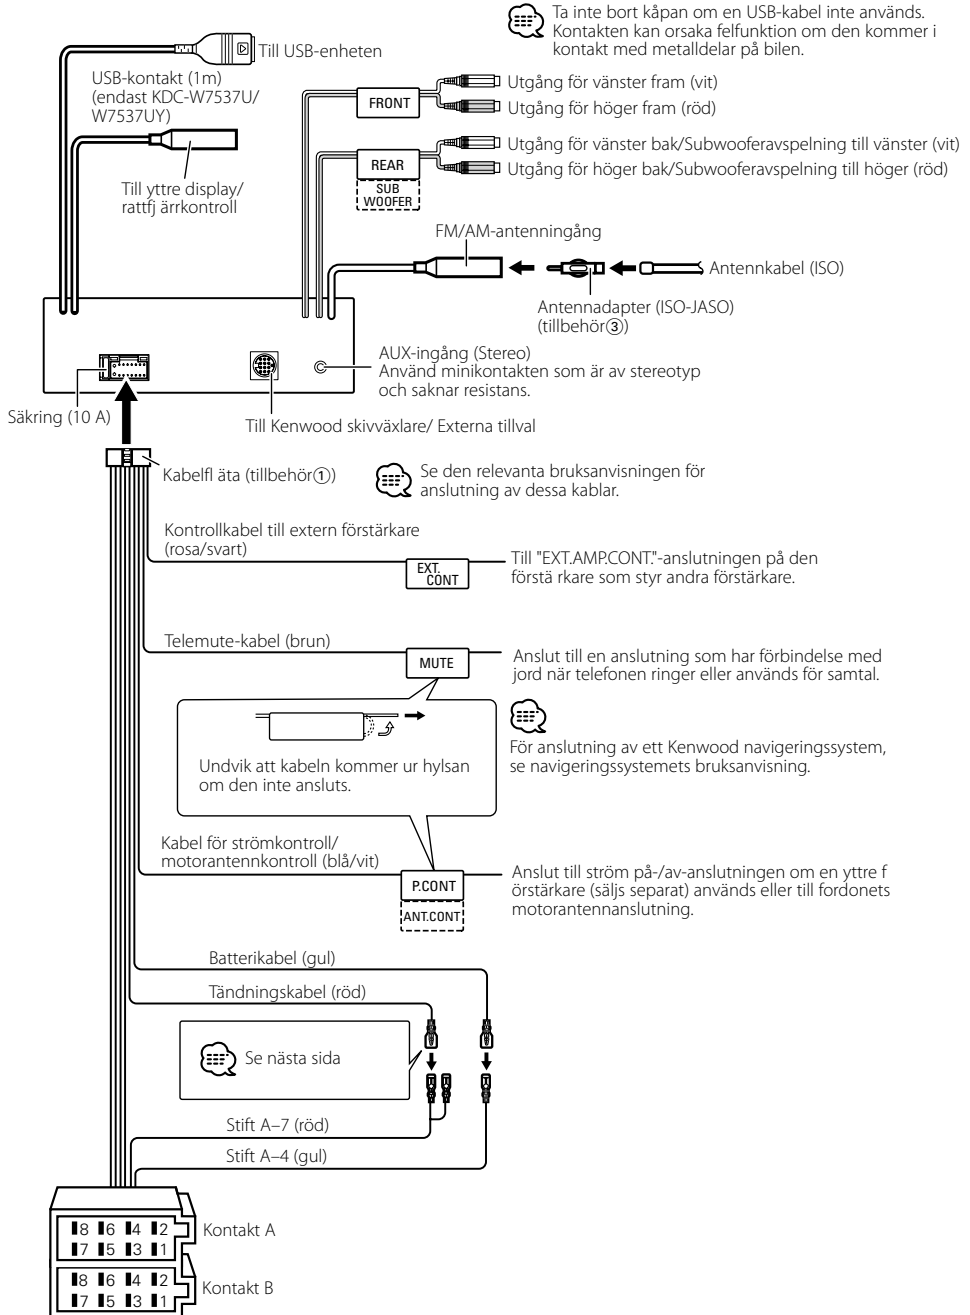 Ta inte bort kåpan om en USB-kabel inte används.
Kontakten kan orsaka felfunktion om den kommer i
kontakt med metalldelar på bilen.
Till USB-enheten
USB-kontakt (1m)
(endast KDC-W7537U/
W7537UY)
FRONT
Utgång för vänster fram (vit)
Utgång för höger fram (röd)
REAR
SUB
WOOFER
Utgång för vänster bak/Subwooferavspelning till vänster (vit)
Utgång för höger bak/Subwooferavspelning till höger (röd)
Till yttre display/
rattfj ärrkontroll
FM/AM-antenningång
Antennkabel (ISO)
Antennadapter (ISO-JASO)
(tillbehör③)
AUX-ingång (Stereo)
Använd minikontakten som är av stereotyp
och saknar resistans.
Säkring (10 A)
Till Kenwood skivväxlare/ Externa tillval
Kabelfl äta (tillbehör①)
Se den relevanta bruksanvisningen för
anslutning av dessa kablar.
Kontrollkabel till extern förstärkare
(rosa/svart)
EXT.
CONT
Till "EXT.AMP.CONT."-anslutningen på den
förstä rkare som styr andra förstärkare.
Telemute-kabel (brun)
MUTE
Anslut till en anslutning som har förbindelse med
jord när telefonen ringer eller används för samtal.
Undvik att kabeln kommer ur hylsan
om den inte ansluts.
För anslutning av ett Kenwood navigeringssystem,
se navigeringssystemets bruksanvisning.
Kabel för strömkontroll/
motorantennkontroll (blå/vit)
P.CONT
ANT.CONT
Anslut till ström på-/av-anslutningen om en yttre f
örstärkare (säljs separat) används eller till fordonets
motorantennanslutning.
Batterikabel (gul)
Tändningskabel (röd)
Se nästa sida
Stift A–7 (röd)
Stift A–4 (gul)
8 6 4 2
7 5 3 1
Kontakt A
8 6 4 2
7 5 3 1
Kontakt B